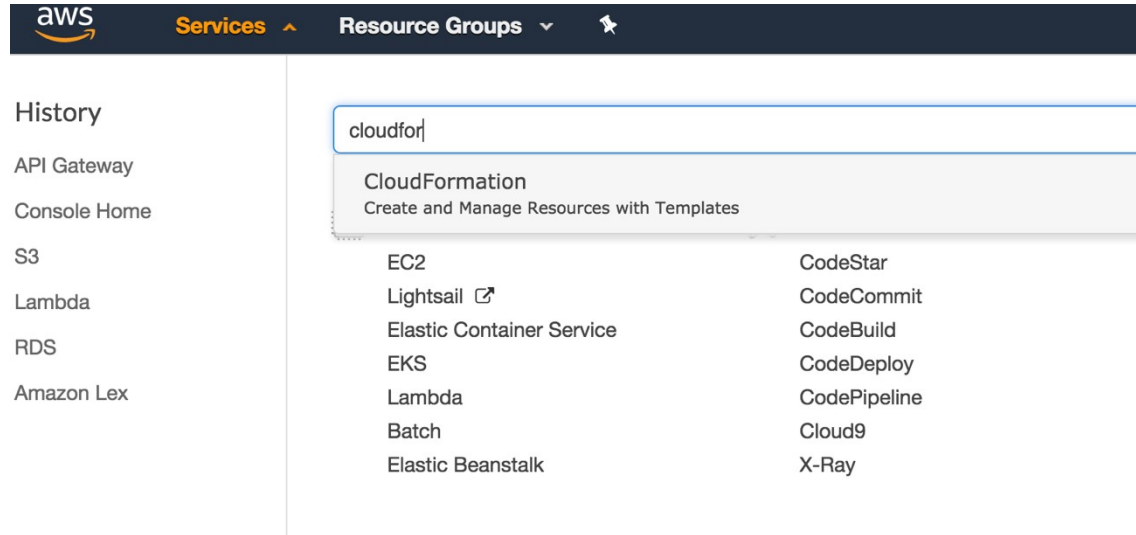 aws
Services
Resource Groups
History
API Gateway
Console Home
S3
Lambda
RDS
Amazon Lex
cloudfor
CloudFormation
Create and Manage Resources with Templates
EC2
Lightsail
Elastic Container Service
EKS
Lambda
Batch
Elastic Beanstalk
CodeStar
CodeCommit
CodeBuild
CodeDeploy
CodePipeline
Cloud9
X-Ray